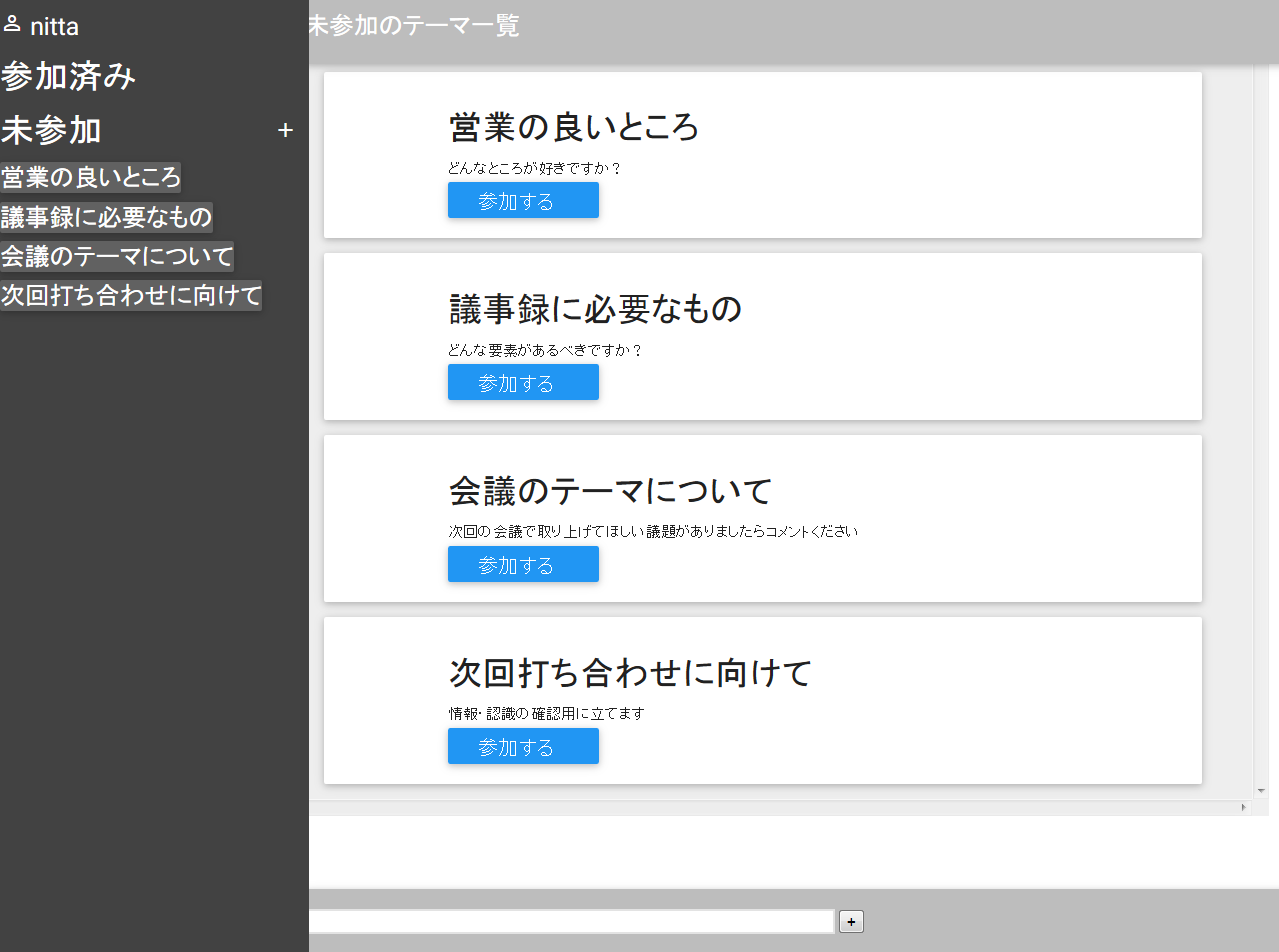 nitta
参加済み
未参加 +
営業の良いところ
議事録に必要なもの
会議のテーマについて
次回打ち合わせに向けて
未参加のテーマ一覧
営業の良いところ
どんなところが好きですか？
参加する
議事録に必要なもの
どんな要素があるべきですか？
参加する
会議のテーマについて
次回の会議で取り上げてほしい議題がありましたらコメントください
参加する
次回打ち合わせに向けて
情報・認識の確認用に立てます
参加する
+